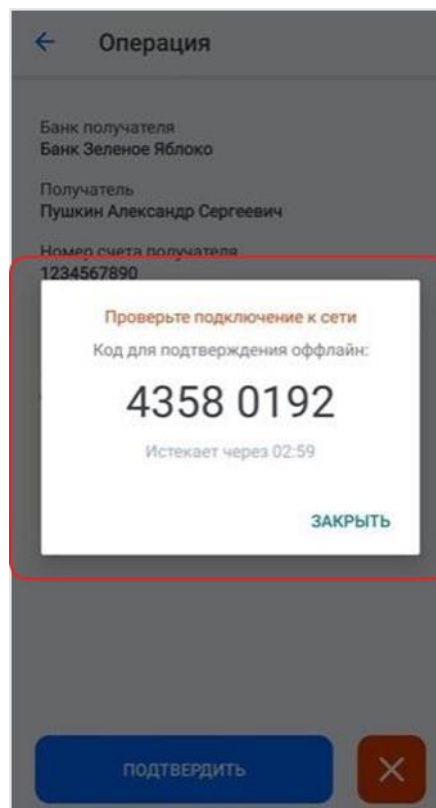 Операция
Банк получателя
Банк Зеленое Яблоко
Получатель
Пушкин Александр Сергеевич
Номер счета получателя
1234567890
Проверьте подключение к сети
Код для подтверждения оффлайн:
4358 0192
Истекает через 02:59
ЗАКРЫТЬ
ПОДТВЕРДИТЬ